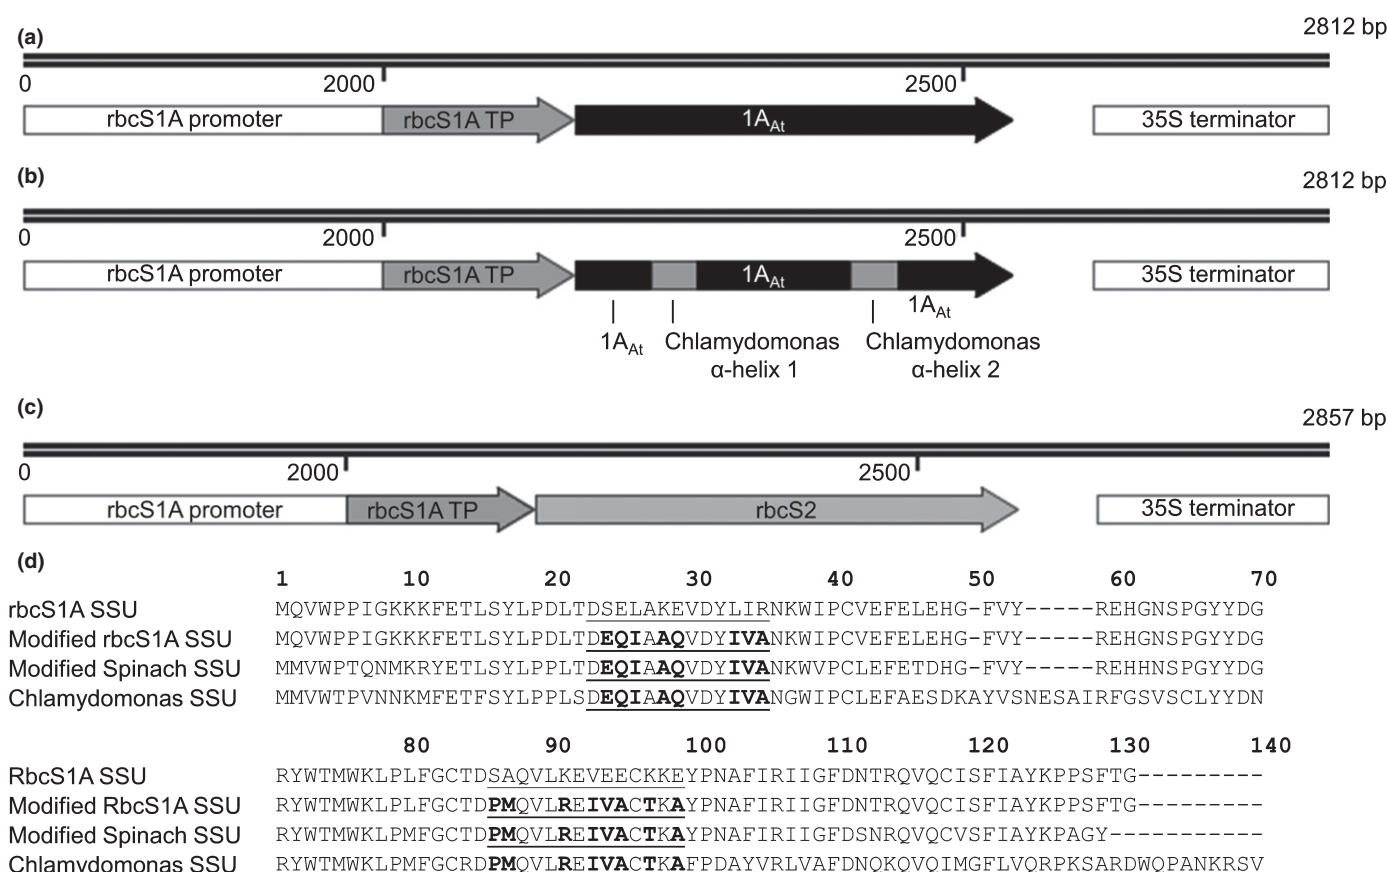 (a)
2812 bp
0 2000 2500
rbcS1A promoter rbcS1A TP 1AAt 35S terminator
(b)
2812 bp
0 2000 2500
rbcS1A promoter rbcS1A TP 1AAt 35S terminator
1AAt
1AAt Chlamydomonas Chlamydomonas
α-helix 1 α-helix 2
(c)
2857 bp
0 2000 2500
rbcS1A promoter rbcS1A TP rbcS2 35S terminator
(d)
1 10 20 30 40 50 60 70
rbcS1A SSU MQVWPPIGKKKFETLSYLPDLTDSELAKEVDYLIRNKWIPCVEFELEHG-FVY-----REHGNSPGYYDG
Modified rbcS1A SSU MQVWPPIGKKKFETLSYLPDLTDEQIAAQVDYIVANKWIPCVEFELEHG-FVY-----REHGNSPGYYDG
Modified Spinach SSU MMVWPTQNMKRYETLSYLPPLTDEQIAAQVDYIVANKWVPCLEFETDHG-FVY-----REHHNSPGYYDG
Chlamydomonas SSU MMVWTPVNNKMFETFSYLPPLSDEQIAAQVDYIVANGWIPCLEFAESDKAYVSNESAIRFGSVSCLYYDN
80 90 100 110 120 130 140
RbcS1A SSU RYWTMWKLPLFGCTDSAQVLKEVEECKKEYPNAFIRIIGFDNTRQVQCISFIAYKPPSFTG---------
Modified RbcS1A SSU RYWTMWKLPLFGCTDPMQVLREIVACTKAYPNAFIRIIGFDNTRQVQCISFIAYKPPSFTG---------
Modified Spinach SSU RYWTMWKLPMFGCTDPMQVLREIVACTKAYPNAFIRIIGFDSNRQVQCVSFIAYKPAGY-----------
Chlamydomonas SSU RYWTMWKLPMFGCRDPMQVLREIVACTKAFPDAYVRLVAFDNQKQVQIMGFLVQRPKSARDWQPANKRSV